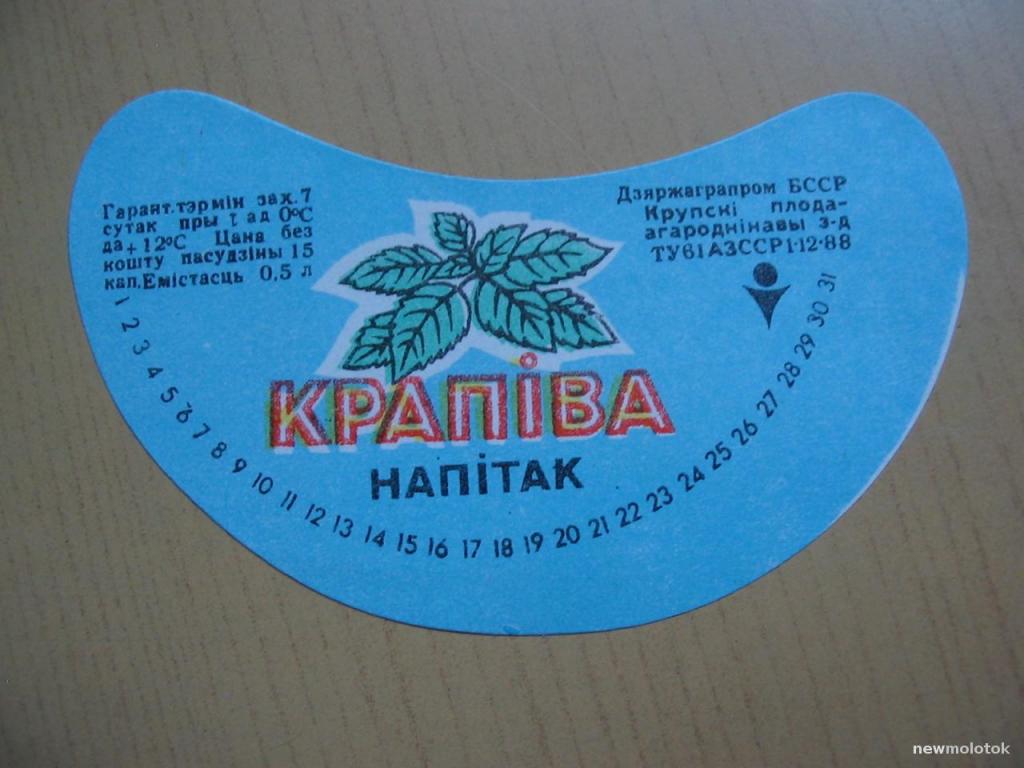 Гарант.тэрмін зах.7
сутак пры t ад 0°С
да+12°С Цана без
кошту пасудзіны 15
кап.Емістасць 0,5 л
Дзяржаграпром БССР
Крупскі плода-
агароднінавы з-д
ТУ61АЗССР1·12·88
КРАПІВА
НАПІТАК
1 2 3 4 5 6 7 8 9 10 11 12 13 14 15 16 17 18 19 20 21 22 23 24 25 26 27 28 29 30 31
newmolotok